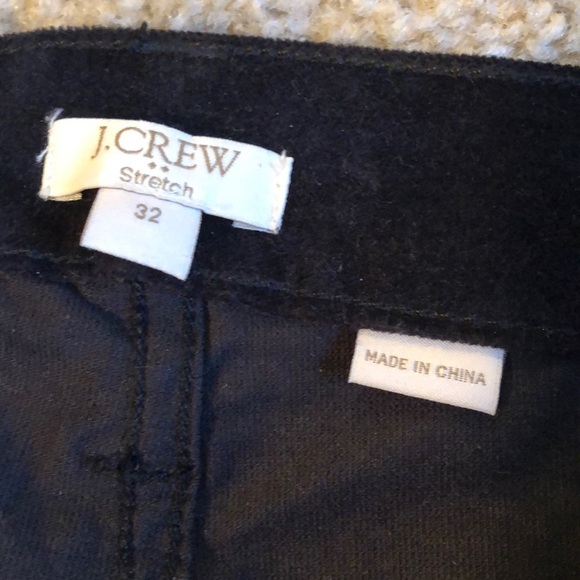 J.CREW
Stretch
32
MADE IN CHINA